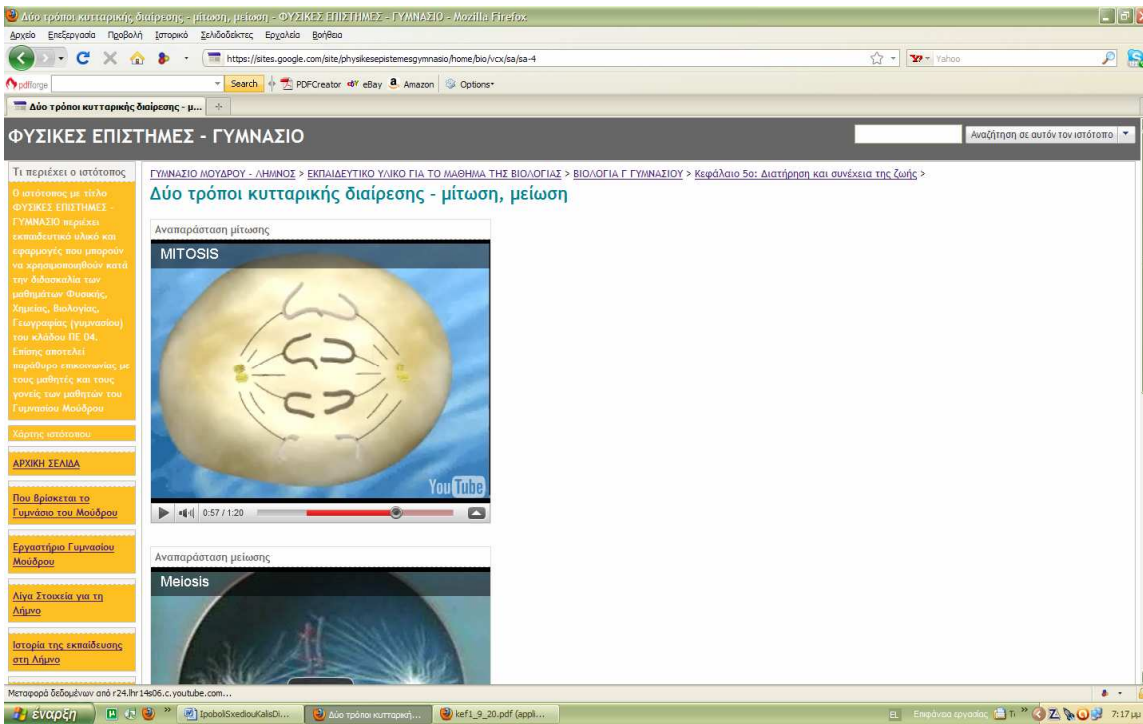 Δύο τρόποι κυτταρικής διαίρεσης - μίτωση, μείωση - ΦΥΣΙΚΕΣ ΕΠΙΣΤΗΜΕΣ - ΓΥΜΝΑΣΙΟ - Mozilla Firefox
Αρχείο Επεξεργασία Προβολή Ιστορικό Σελιδοδείκτες Εργαλεία Βοήθεια
https://sites.google.com/site/physikesepistemesgymnasio/home/bio/vcx/sa/sa-4
Yahoo
pdfforge Search PDFCreator eBay Amazon Options
Δύο τρόποι κυτταρικής διαίρεσης - μ...
ΦΥΣΙΚΕΣ ΕΠΙΣΤΗΜΕΣ - ΓΥΜΝΑΣΙΟ
Αναζήτηση σε αυτόν τον ιστότοπο
Τι περιέχει ο ιστότοπος
Ο ιστότοπος με τίτλο
ΦΥΣΙΚΕΣ ΕΠΙΣΤΗΜΕΣ -
ΓΥΜΝΑΣΙΟ περιέχει
εκπαιδευτικό υλικό και
εφαρμογές που μπορούν
να χρησιμοποιηθούν κατά
την διδασκαλία των
μαθημάτων Φυσικής,
Χημείας, Βιολογίας,
Γεωγραφίας (γυμνασίου)
του κλάδου ΠΕ 04.
Επίσης αποτελεί
παράθυρο επικοινωνίας με
τους μαθητές και τους
γονείς των μαθητών του
Γυμνασίου Μούδρου
Χάρτης ιστότοπου
ΑΡΧΙΚΗ ΣΕΛΙΔΑ
Που βρίσκεται το
Γυμνάσιο του Μούδρου
Εργαστήριο Γυμνασίου
Μούδρου
Λίγα Στοιχεία για τη
Λήμνο
Ιστορία της εκπαίδευσης
στη Λήμνο
ΓΥΜΝΑΣΙΟ ΜΟΥΔΡΟΥ - ΛΗΜΝΟΣ > ΕΚΠΑΙΔΕΥΤΙΚΟ ΥΛΙΚΟ ΓΙΑ ΤΟ ΜΑΘΗΜΑ ΤΗΣ ΒΙΟΛΟΓΙΑΣ > ΒΙΟΛΟΓΙΑ Γ ΓΥΜΝΑΣΙΟΥ > Κεφάλαιο 5ο: Διατήρηση και συνέχεια της ζωής >
Δύο τρόποι κυτταρικής διαίρεσης - μίτωση, μείωση
Αναπαράσταση μίτωσης
MITOSIS
YouTube
0:57 / 1:20
Αναπαράσταση μείωσης
Meiosis
Μεταφορά δεδομένων από r24.lhr14s06.c.youtube.com...
έναρξη
IpoboliSxediouKalsDi...
Δύο τρόποι κυτταρική...
kef1_9_20.pdf (appli...
EL
Επιφάνεια εργασίας
7:17 μμ